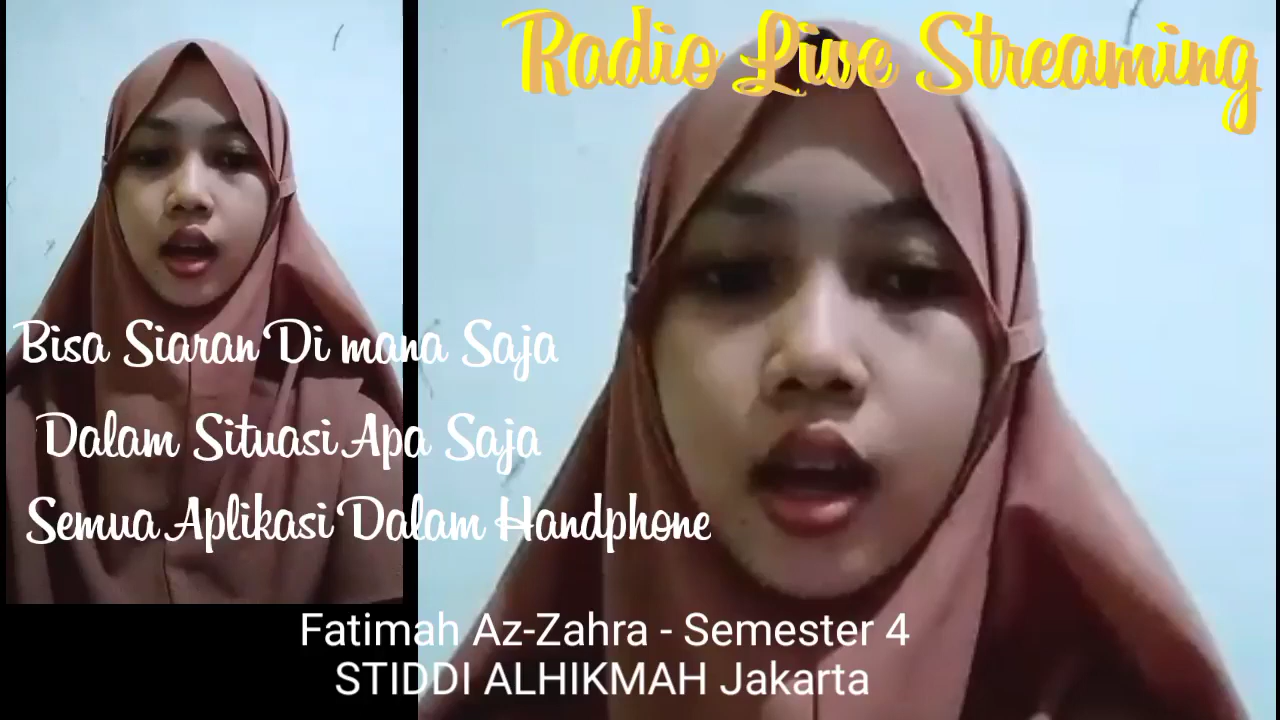 Radio Live Streaming
Bisa Siaran Di mana Saja
Dalam Situasi Apa Saja
Semua Aplikasi Dalam Handphone
Fatimah Az-Zahra - Semester 4
STIDDI ALHIKMAH Jakarta